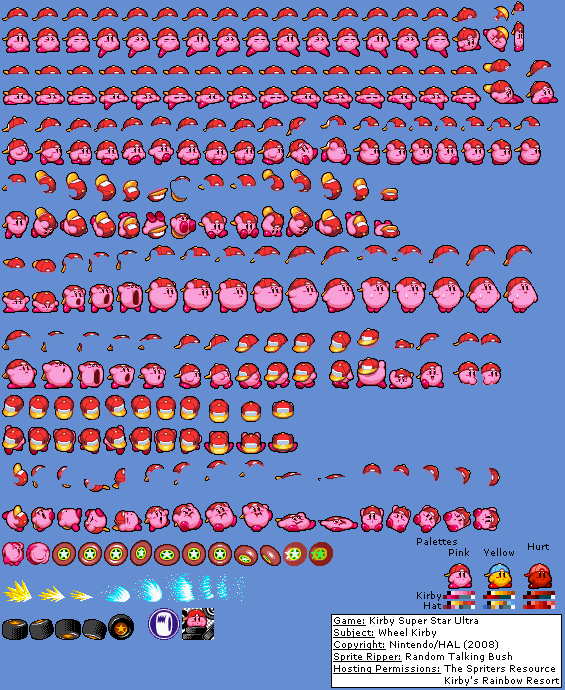 Palettes
Pink Yellow Hurt
Kirby
Hat
Game: Kirby Super Star Ultra
Subject: Wheel Kirby
Copyright: Nintendo/HAL (2008)
Sprite Ripper: Random Talking Bush
Hosting Permissions: The Spriters Resource
Kirby's Rainbow Resort